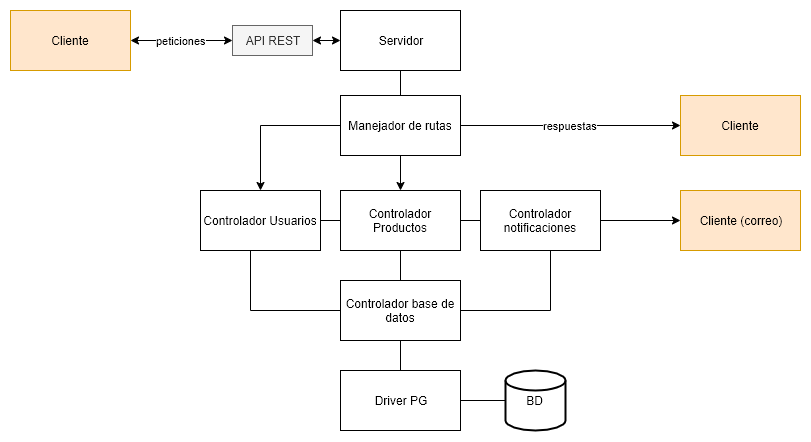 Cliente
peticiones
API REST
Servidor
Manejador de rutas
respuestas
Cliente
Controlador Usuarios
Controlador
Productos
Controlador
notificaciones
Cliente (correo)
Controlador base de
datos
Driver PG
BD